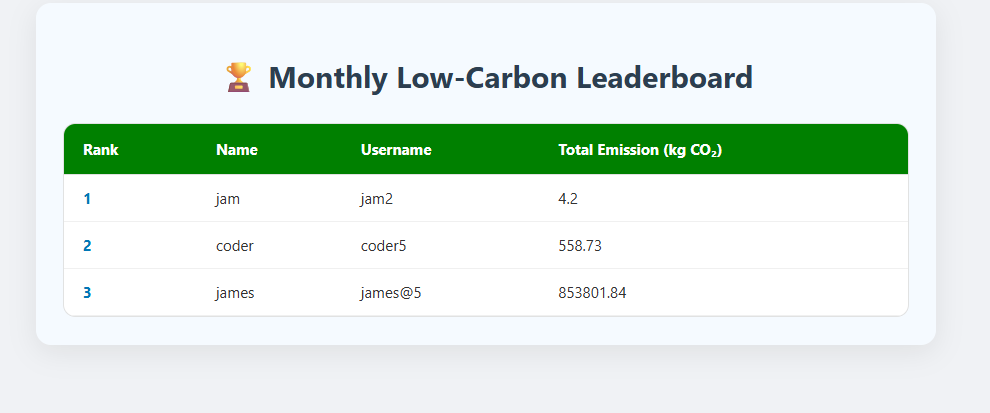 🏆 Monthly Low-Carbon Leaderboard
Rank Name Username Total Emission (kg CO₂)
1 jam jam2 4.2
2 coder coder5 558.73
3 james james@5 853801.84